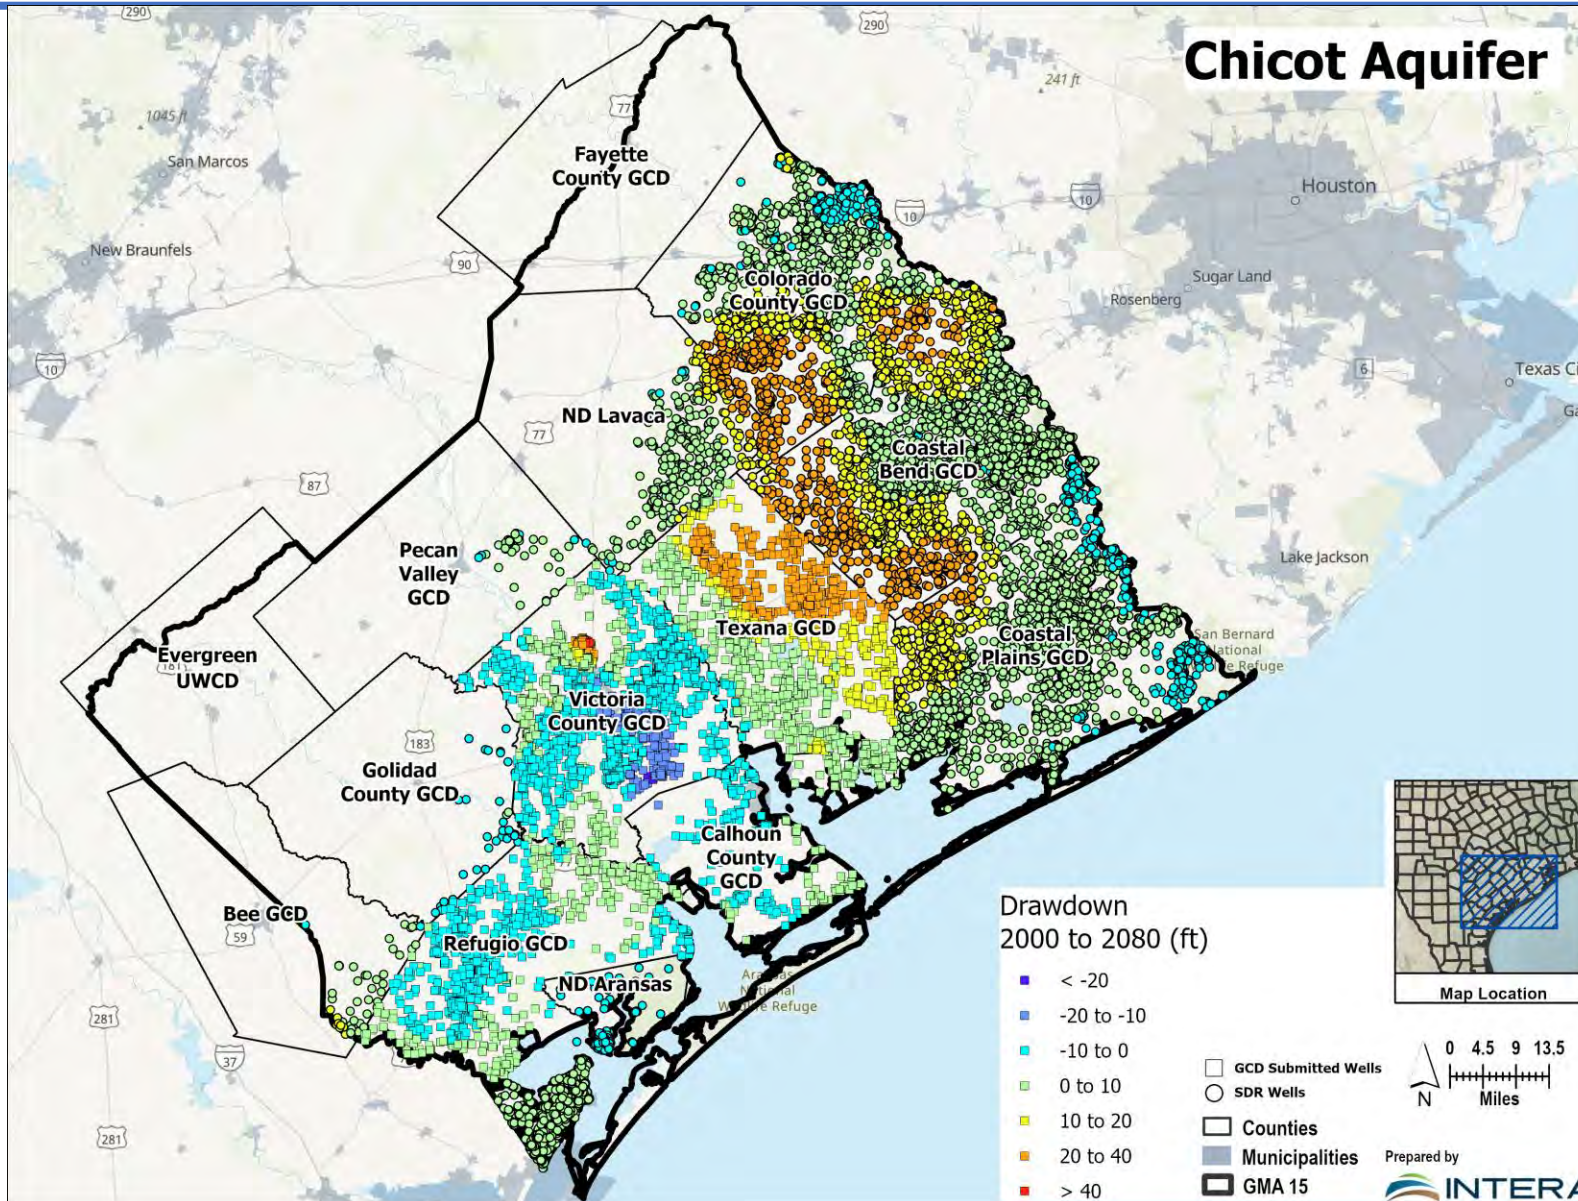 Chicot Aquifer
290
290
77
241 ft
1045 ft
San Marcos
Fayette
County GCD
Houston
10
10
New Braunfels
90
Colorado
County GCD
Sugar Land
Rosenberg
10
6
Texas Ci
Ga
ND Lavaca
77
Coastal
Bend GCD
87
Pecan
Valley
GCD
Lake Jackson
Texana GCD
Coastal
Plains GCD
San Bernard
National
Refuge
Evergreen
UWCD
181
Victoria
County GCD
183
Golidad
County GCD
Calhoun
County
GCD
Bee GCD
59
Refugio GCD
ND Aransas
Aransas
National
Wildlife Refuge
281
37
281
Map Location
Drawdown
2000 to 2080 (ft)
< -20
-20 to -10
-10 to 0
0 to 10
10 to 20
20 to 40
> 40
GCD Submitted Wells
SDR Wells
Counties
Municipalities
GMA 15
0 4.5 9 13.5
Miles
N
Prepared by
INTERA